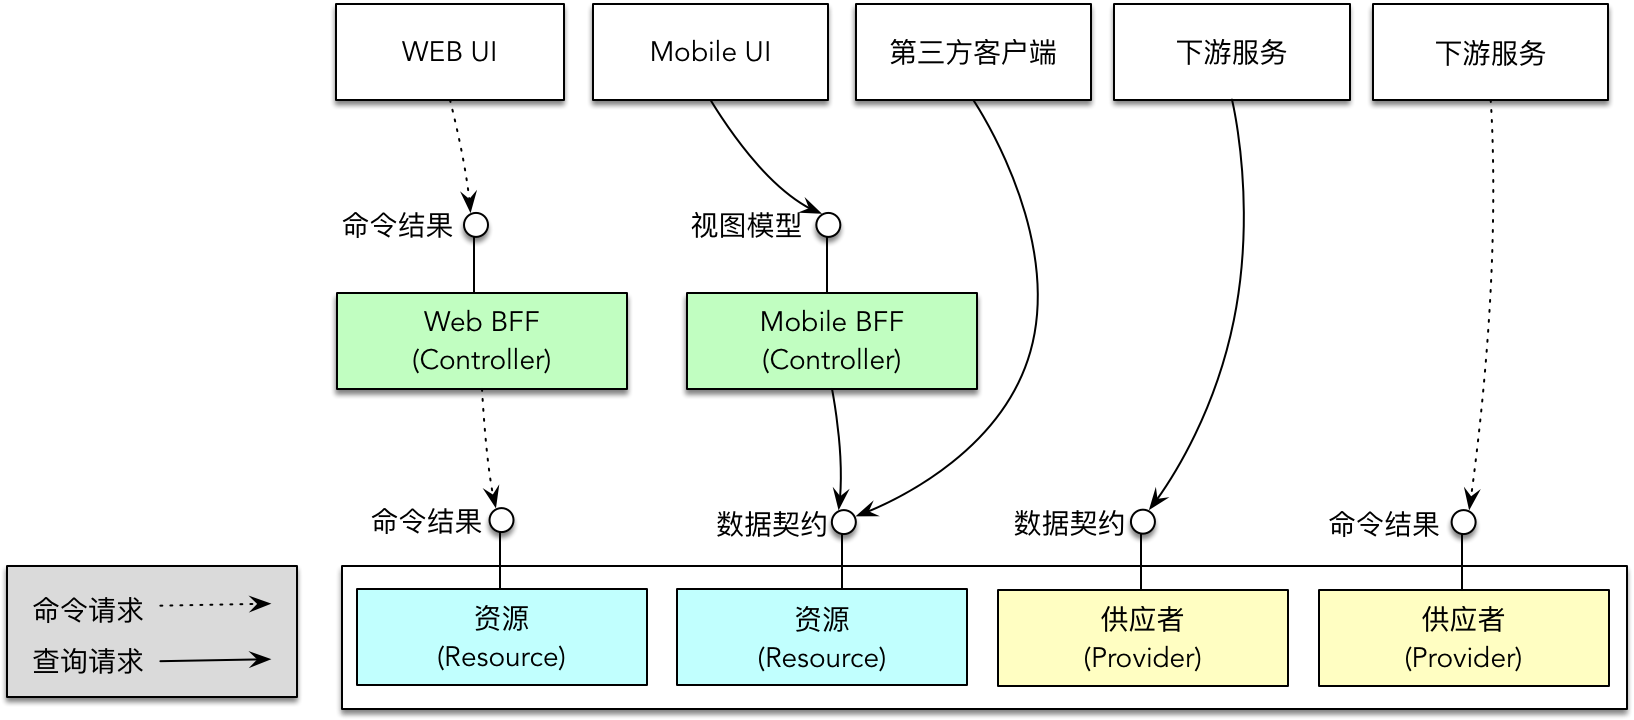 WEB UI
Mobile UI
第三方客户端
下游服务
下游服务
命令结果
视图模型
Web BFF
(Controller)
Mobile BFF
(Controller)
命令结果
数据契约
数据契约
命令结果
命令请求
查询请求
资源
(Resource)
资源
(Resource)
供应者
(Provider)
供应者
(Provider)